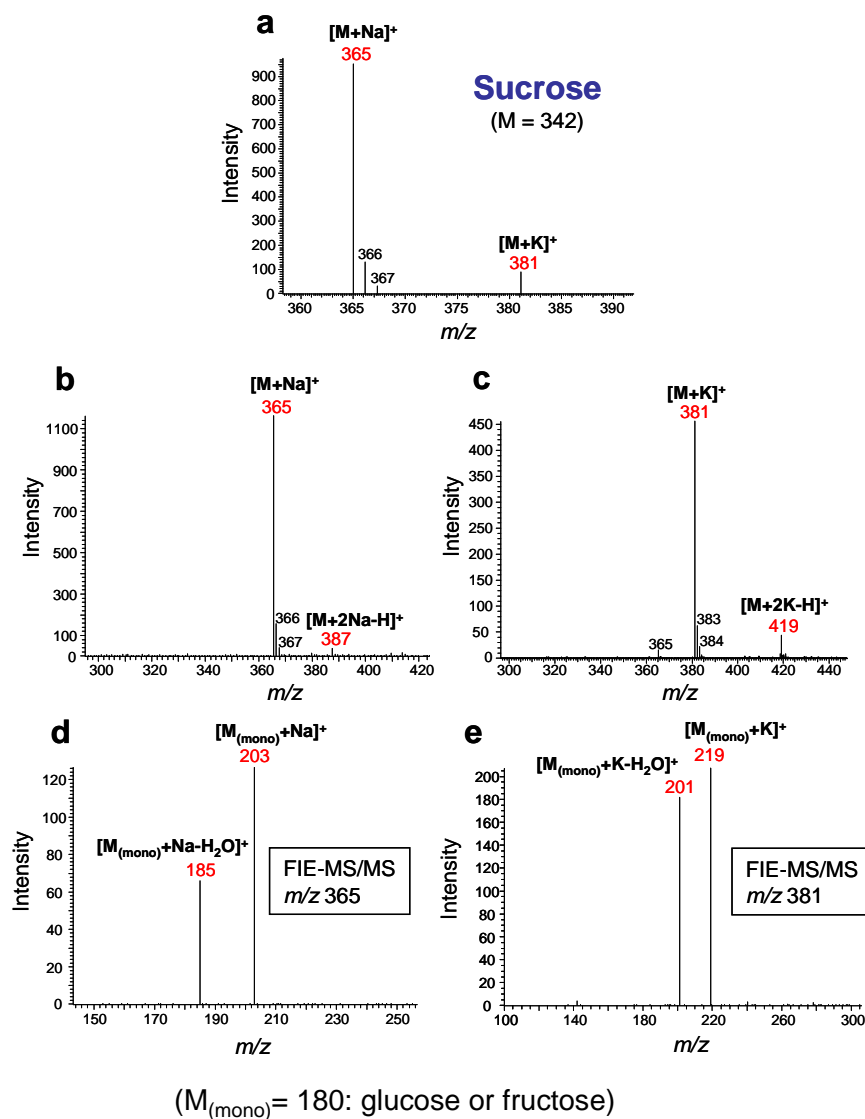 a
[M+Na]+
365
Sucrose
(M = 342)
Intensity
900
800
700
600
500
400
300
200
100
0
366
367
[M+K]+
381
360 365 370 375 380 385 390
m/z
b
[M+Na]+
365
Intensity
1100
900
700
500
300
100
0
366
367
[M+2Na-H]+
387
300 320 340 360 380 400 420
m/z
c
[M+K]+
381
Intensity
450
400
350
300
250
200
150
100
50
0
365
383
384
[M+2K-H]+
419
300 320 340 360 380 400 420 440
m/z
d
[M(mono)+Na]+
203
[M(mono)+Na-H2O]+
185
Intensity
120
100
80
60
40
20
0
FIE-MS/MS
m/z 365
150 170 190 210 230 250
m/z
e
[M(mono)+K]+
219
[M(mono)+K-H2O]+
201
Intensity
200
180
160
140
120
100
80
60
40
20
0
FIE-MS/MS
m/z 381
100 140 180 220 260 300
m/z
(M(mono)= 180: glucose or fructose)